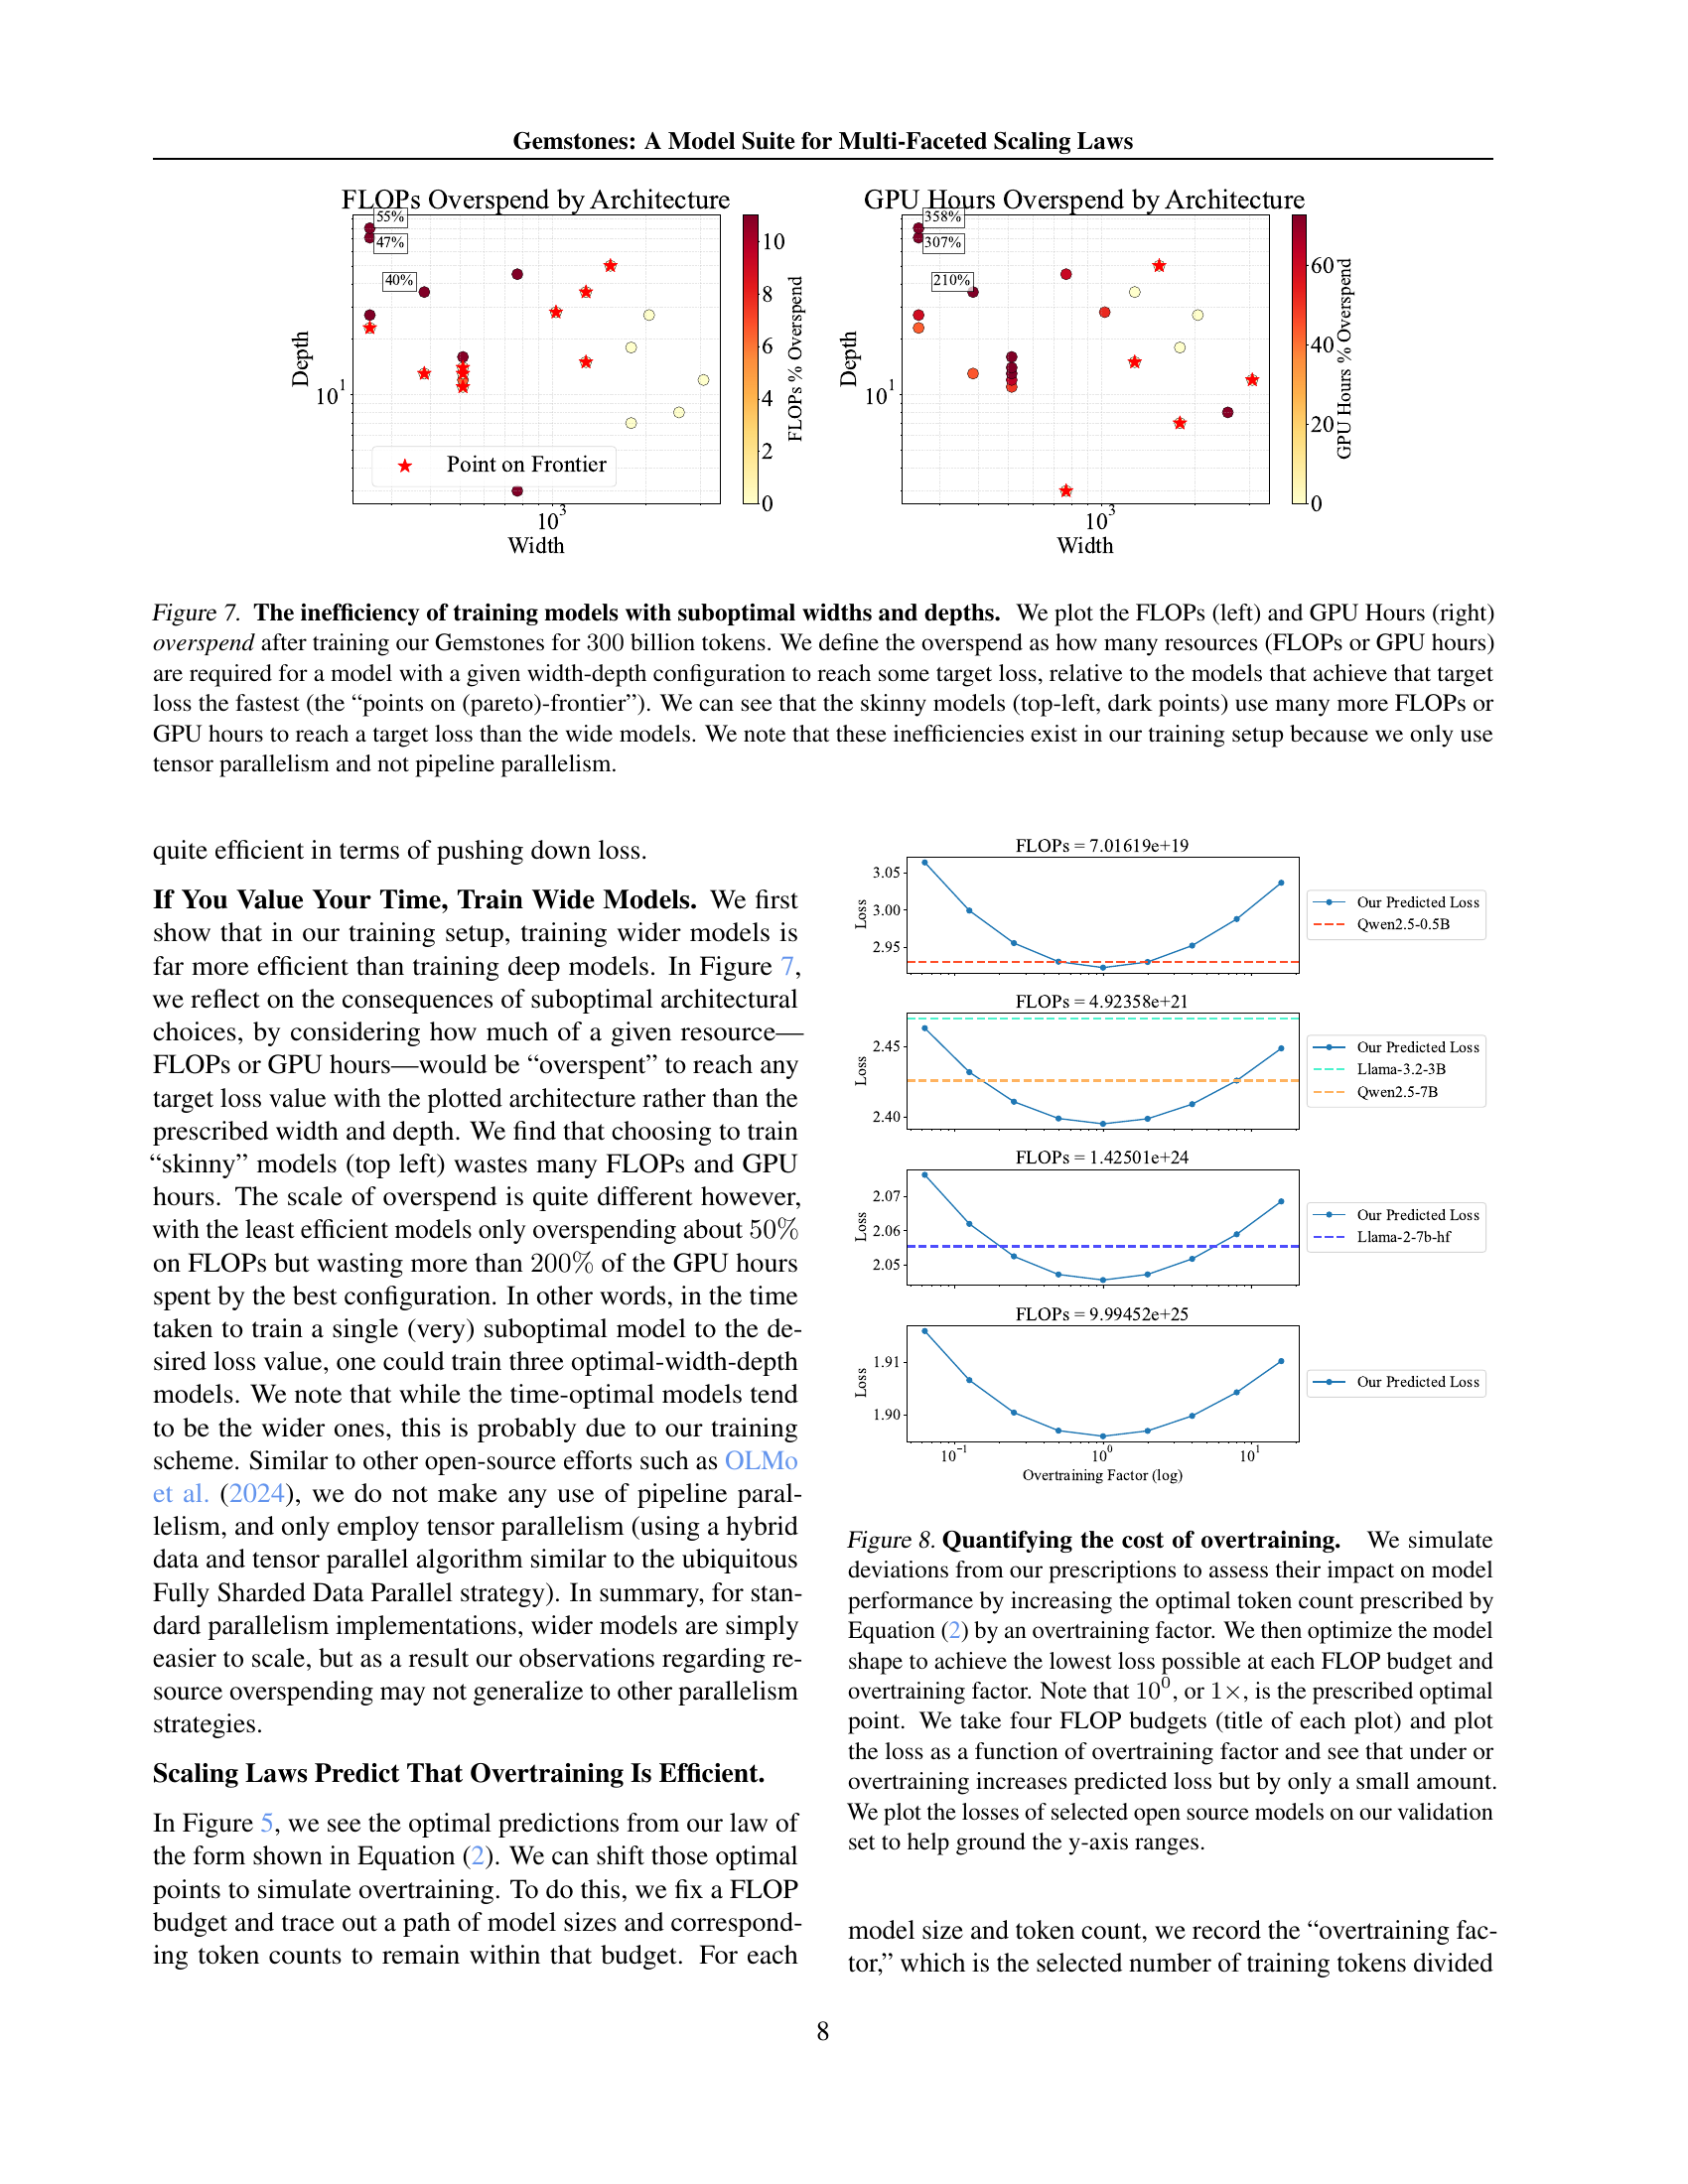 Gemstones: A Model Suite for Multi-Faceted Scaling Laws
FLOPs Overspend by Architecture
55%
47%
40%
Depth
10^1
Point on Frontier
10^3
Width
10
8
6
4
2
0
FLOPs % Overspend
GPU Hours Overspend by Architecture
358%
307%
210%
Depth
10^1
10^3
Width
60
40
20
0
GPU Hours % Overspend
Figure 7. The inefficiency of training models with suboptimal widths and depths. We plot the FLOPs (left) and GPU Hours (right)
overspend after training our Gemstones for 300 billion tokens. We define the overspend as how many resources (FLOPs or GPU hours)
are required for a model with a given width-depth configuration to reach some target loss, relative to the models that achieve that target
loss the fastest (the “points on (pareto)-frontier”). We can see that the skinny models (top-left, dark points) use many more FLOPs or
GPU hours to reach a target loss than the wide models. We note that these inefficiencies exist in our training setup because we only use
tensor parallelism and not pipeline parallelism.
quite efficient in terms of pushing down loss.
If You Value Your Time, Train Wide Models. We first
show that in our training setup, training wider models is
far more efficient than training deep models. In Figure 7,
we reflect on the consequences of suboptimal architectural
choices, by considering how much of a given resource—
FLOPs or GPU hours—would be “overspent” to reach any
target loss value with the plotted architecture rather than the
prescribed width and depth. We find that choosing to train
“skinny” models (top left) wastes many FLOPs and GPU
hours. The scale of overspend is quite different however,
with the least efficient models only overspending about 50%
on FLOPs but wasting more than 200% of the GPU hours
spent by the best configuration. In other words, in the time
taken to train a single (very) suboptimal model to the de-
sired loss value, one could train three optimal-width-depth
models. We note that while the time-optimal models tend
to be the wider ones, this is probably due to our training
scheme. Similar to other open-source efforts such as OLMo
et al. (2024), we do not make any use of pipeline paral-
lelism, and only employ tensor parallelism (using a hybrid
data and tensor parallel algorithm similar to the ubiquitous
Fully Sharded Data Parallel strategy). In summary, for stan-
dard parallelism implementations, wider models are simply
easier to scale, but as a result our observations regarding re-
source overspending may not generalize to other parallelism
strategies.
Scaling Laws Predict That Overtraining Is Efficient.
In Figure 5, we see the optimal predictions from our law of
the form shown in Equation (2). We can shift those optimal
points to simulate overtraining. To do this, we fix a FLOP
budget and trace out a path of model sizes and correspond-
ing token counts to remain within that budget. For each
FLOPs = 7.01619e+19
3.05
3.00
2.95
Loss
Our Predicted Loss
Qwen2.5-0.5B
FLOPs = 4.92358e+21
2.45
2.40
Loss
Our Predicted Loss
Llama-3.2-3B
Qwen2.5-7B
FLOPs = 1.42501e+24
2.07
2.06
2.05
Loss
Our Predicted Loss
Llama-2-7b-hf
FLOPs = 9.99452e+25
1.91
1.90
Loss
Our Predicted Loss
10^-1
10^0
10^1
Overtraining Factor (log)
Figure 8. Quantifying the cost of overtraining. We simulate
deviations from our prescriptions to assess their impact on model
performance by increasing the optimal token count prescribed by
Equation (2) by an overtraining factor. We then optimize the model
shape to achieve the lowest loss possible at each FLOP budget and
overtraining factor. Note that 10^0, or 1×, is the prescribed optimal
point. We take four FLOP budgets (title of each plot) and plot
the loss as a function of overtraining factor and see that under or
overtraining increases predicted loss but by only a small amount.
We plot the losses of selected open source models on our validation
set to help ground the y-axis ranges.
model size and token count, we record the “overtraining fac-
tor,” which is the selected number of training tokens divided
8